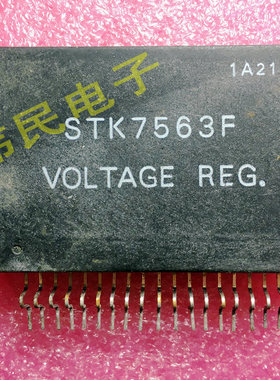 1A21
STK7563F
VOLTAGE REG.
民电子